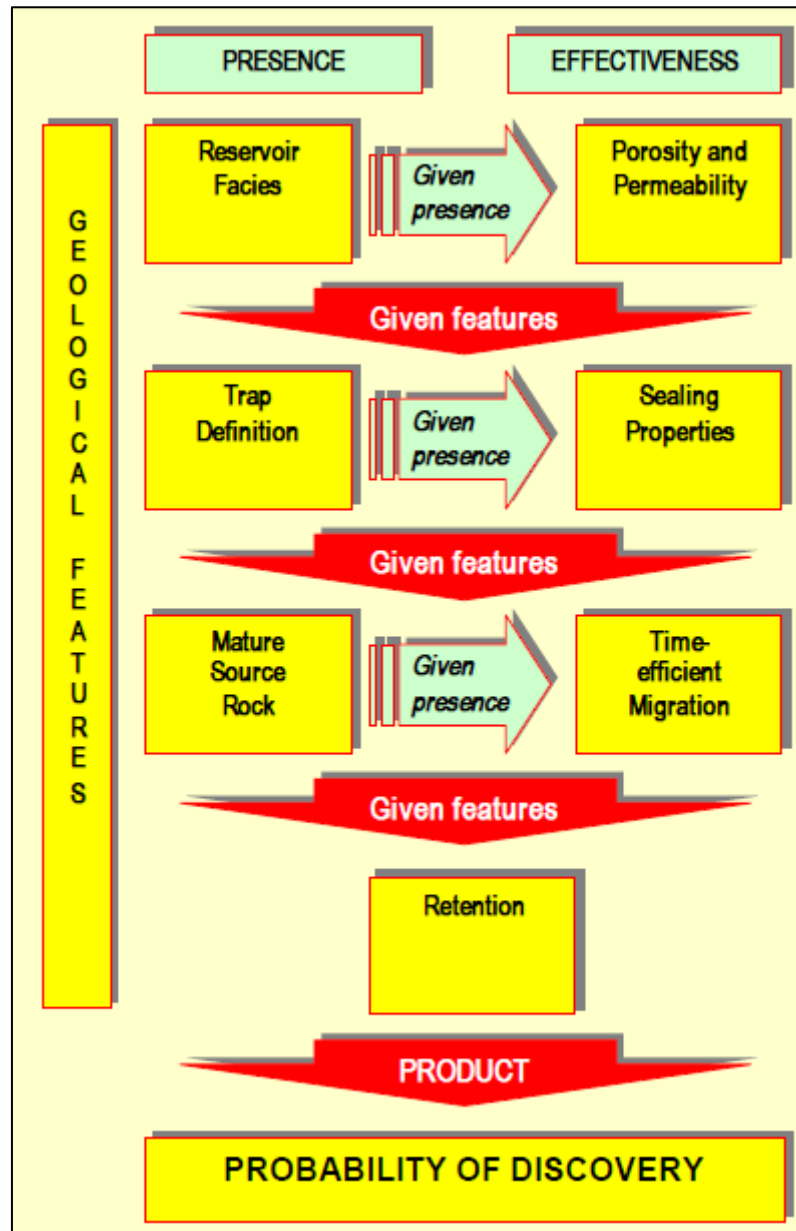 PRESENCE
EFFECTIVENESS
GEOLOGICAL FEATURES
Reservoir
Facies
Given
presence
Porosity and
Permeability
Given features
Trap
Definition
Given
presence
Sealing
Properties
Given features
Mature
Source
Rock
Given
presence
Time-
efficient
Migration
Given features
Retention
PRODUCT
PROBABILITY OF DISCOVERY